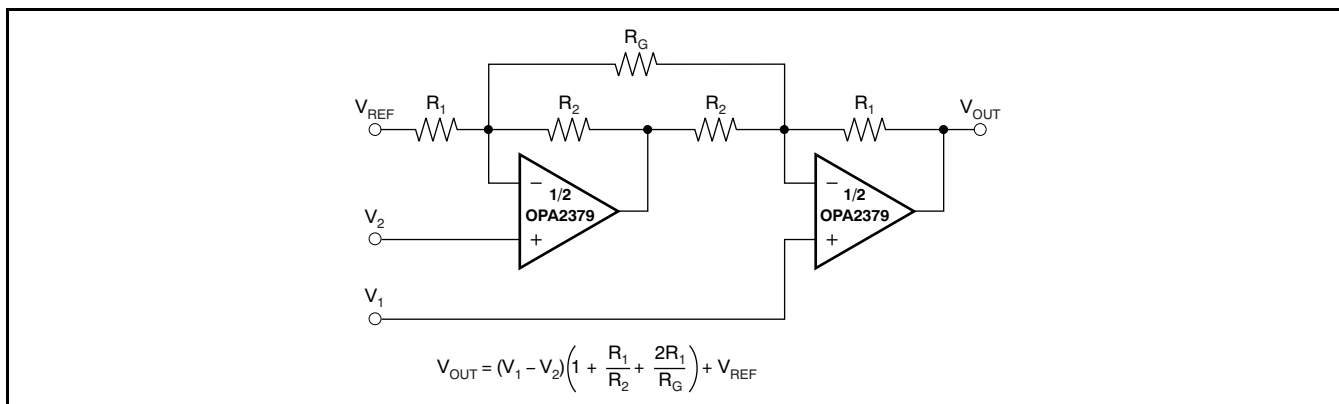 R_G
V_REF R_1 R_2 R_2 R_1 V_OUT
− 1/2 − 1/2
OPA2379 OPA2379
V_2 + +
V_1
V_OUT = (V_1 − V_2)(1 + R_1/R_2 + 2R_1/R_G) + V_REF